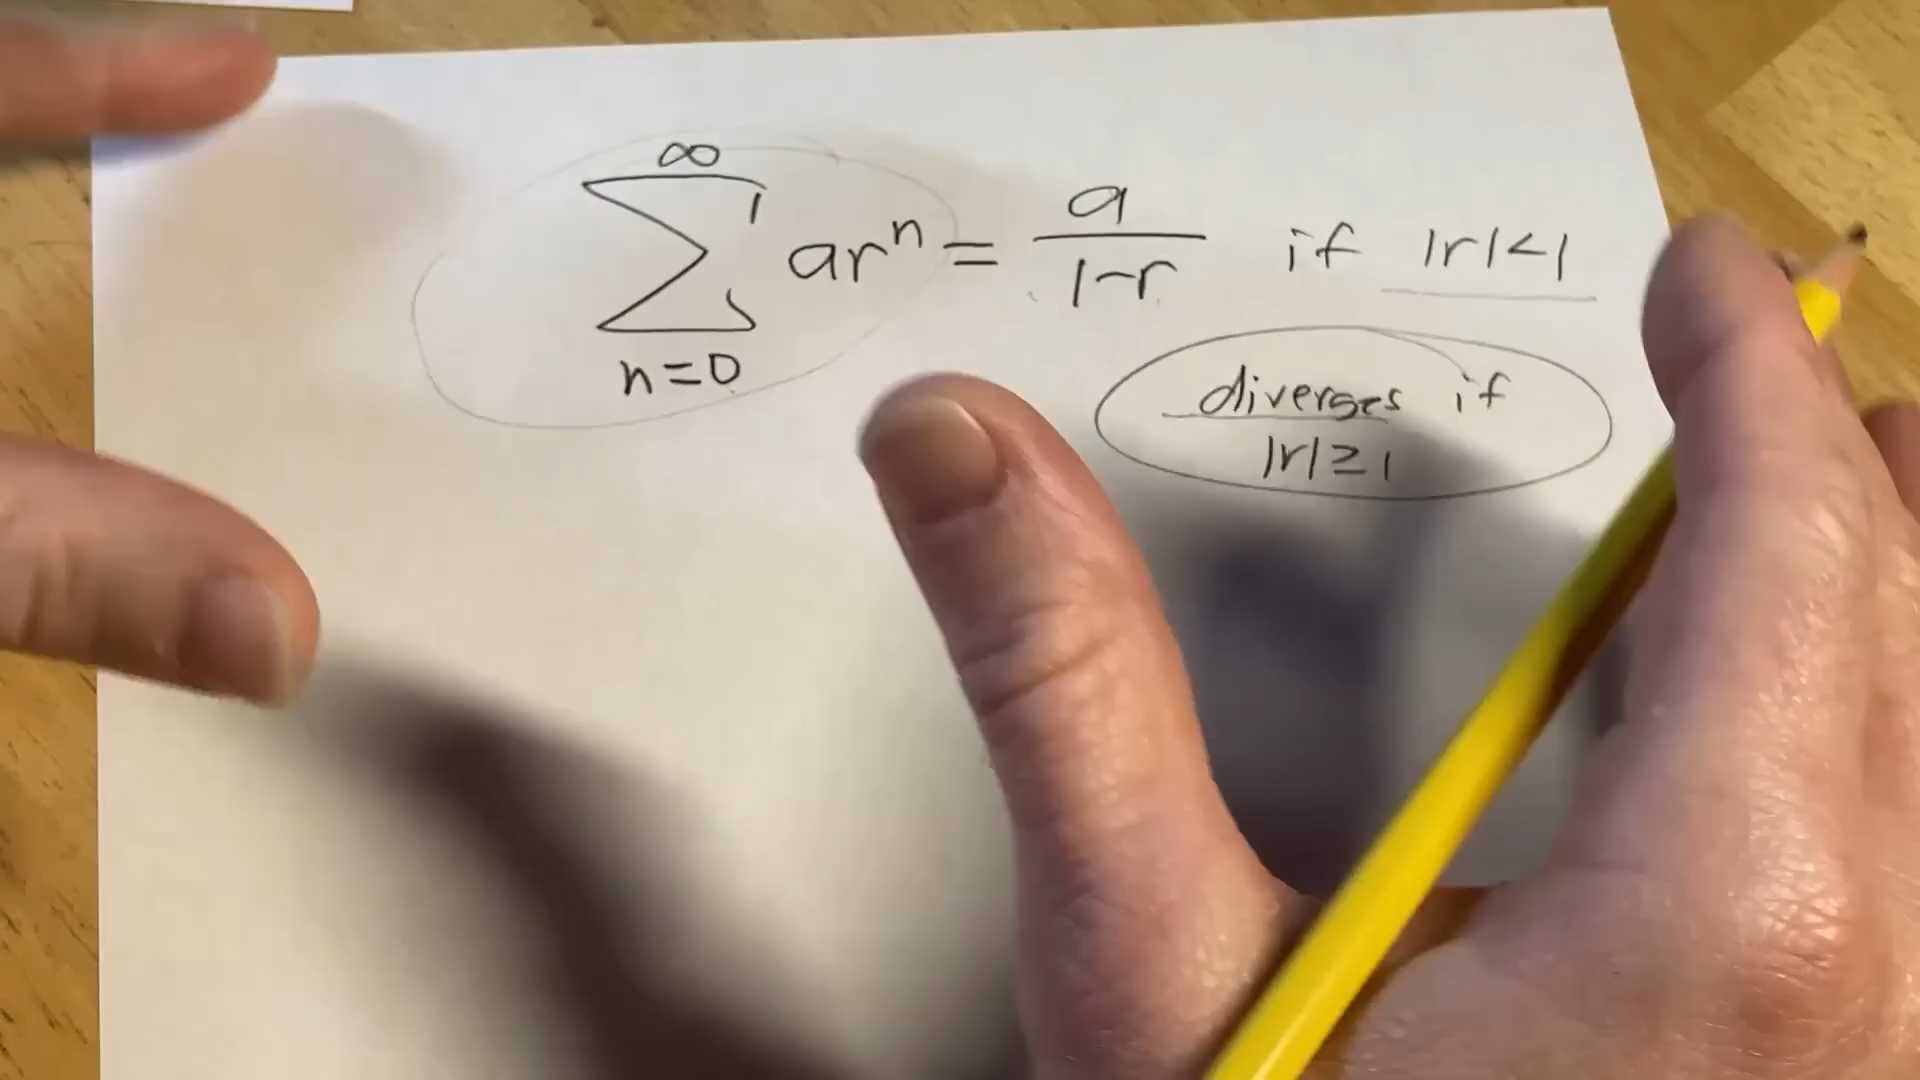 ∞
∑ arⁿ = a/(1-r) if |r|<1
n=0
diverges if
|r|≥1